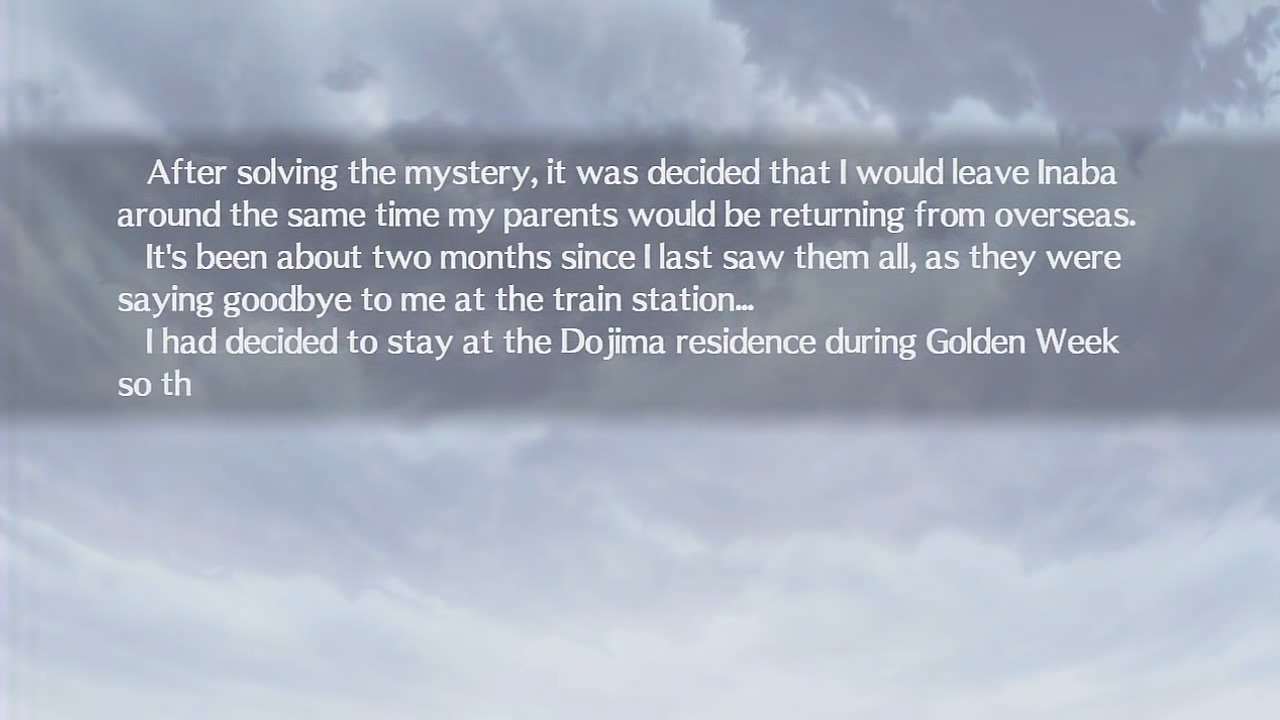 After solving the mystery, it was decided that I would leave Inaba
around the same time my parents would be returning from overseas.
It's been about two months since I last saw them all, as they were
saying goodbye to me at the train station...
I had decided to stay at the Dojima residence during Golden Week
so th